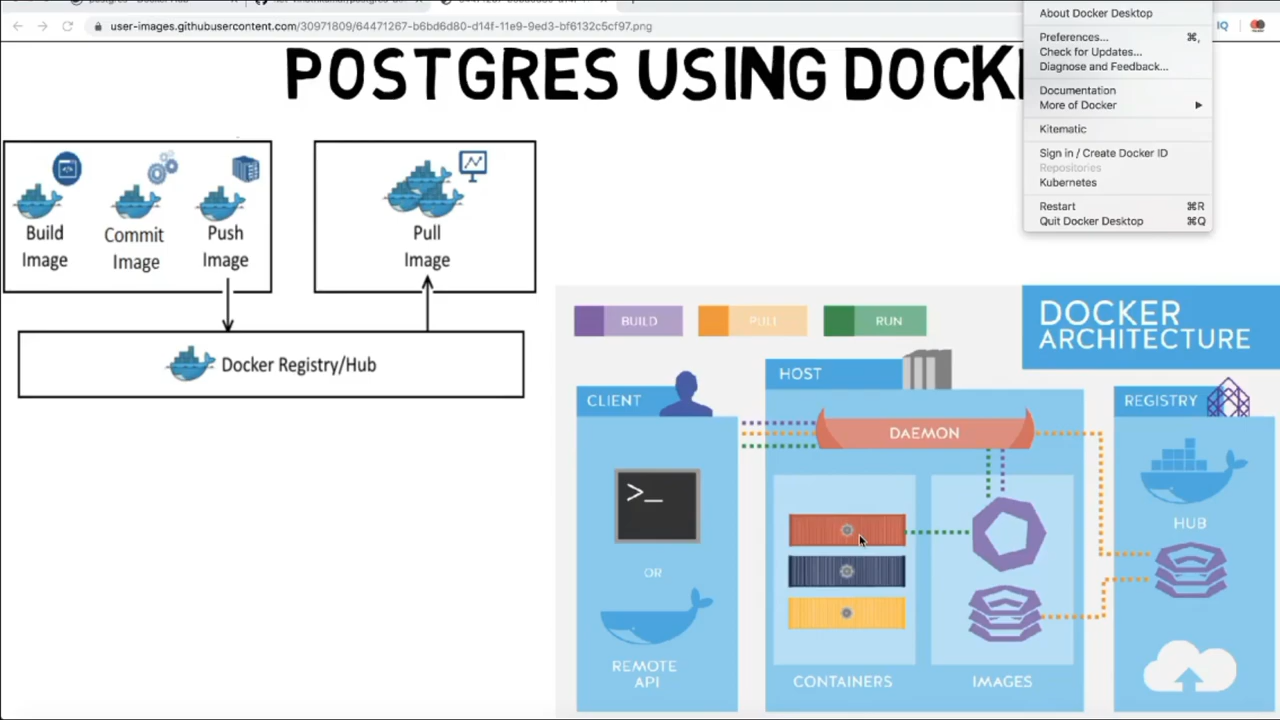 user-images.githubusercontent.com/30971809/64471267-b6bd6d80-d14f-11e9-9ed3-bf6132c5cf97.png
IQ
About Docker Desktop
Preferences... ⌘,
Check for Updates...
Diagnose and Feedback...
Documentation
More of Docker
Kitematic
Sign in / Create Docker ID
Repositories
Kubernetes
Restart ⌘R
Quit Docker Desktop ⌘Q
POSTGRES USING DOCK
Build
Image
Commit
Image
Push
Image
Pull
Image
Docker Registry/Hub
BUILD
PULL
RUN
DOCKER
ARCHITECTURE
CLIENT
HOST
REGISTRY
DAEMON
>_
OR
REMOTE
API
CONTAINERS
IMAGES
HUB